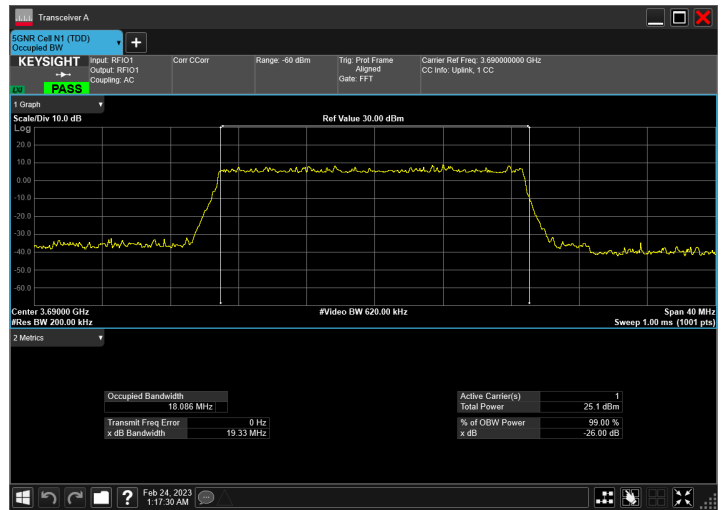 Transceiver A
5GNR Cell N1 (TDD)
Occupied BW
KEYSIGHT
PASS
Input: RFIO1
Output: RFIO1
Coupling: AC
Corr CCorr
Range: -60 dBm
Trig: Prot Frame
Aligned
Gate: FFT
Carrier Ref Freq: 3.690000000 GHz
CC Info: Uplink, 1 CC
1 Graph
Scale/Div 10.0 dB
Ref Value 30.00 dBm
Log
20.0
10.0
0.00
-10.0
-20.0
-30.0
-40.0
-50.0
-60.0
Center 3.69000 GHz
#Video BW 620.00 kHz
Span 40 MHz
#Res BW 200.00 kHz
Sweep 1.00 ms (1001 pts)
2 Metrics
Occupied Bandwidth
18.086 MHz
Transmit Freq Error 0 Hz
x dB Bandwidth 19.33 MHz
Active Carrier(s) 1
Total Power 25.1 dBm
% of OBW Power 99.00 %
x dB -26.00 dB
Feb 24, 2023
1:17:30 AM